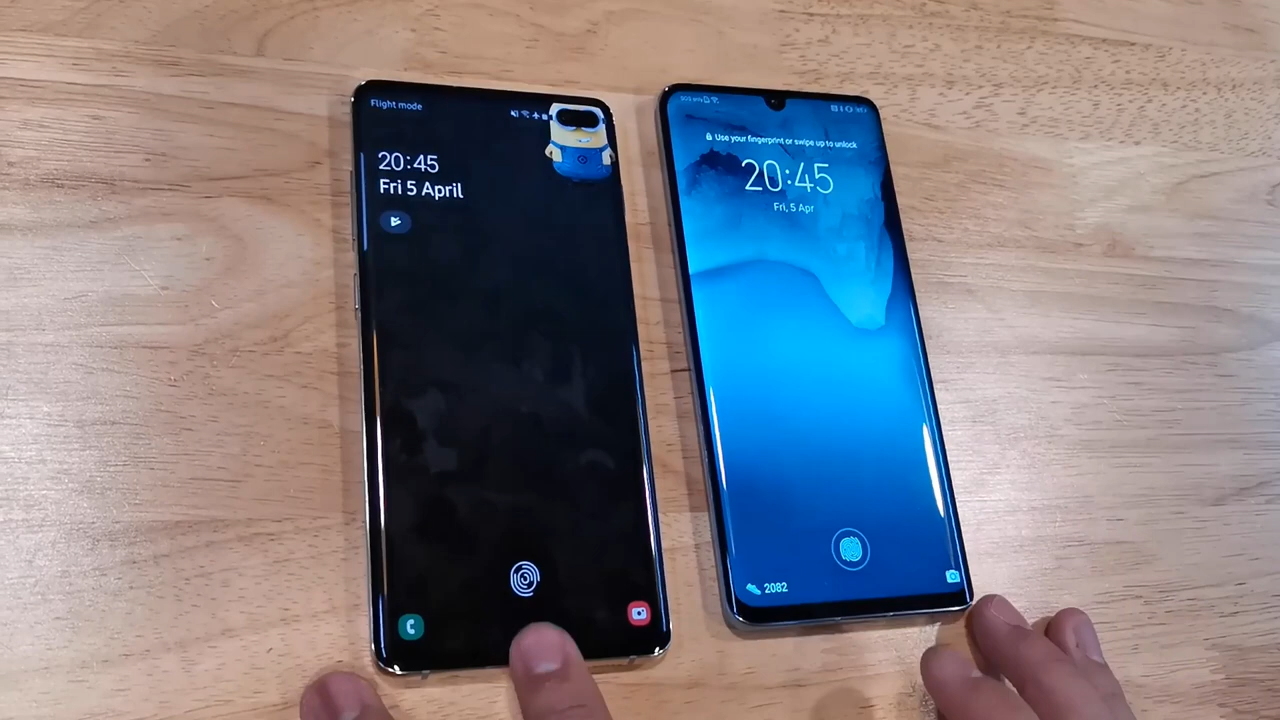 Flight mode
20:45
Fri 5 April
Use your fingerprint or swipe up to unlock
20:45
Fri, 5 Apr
2082